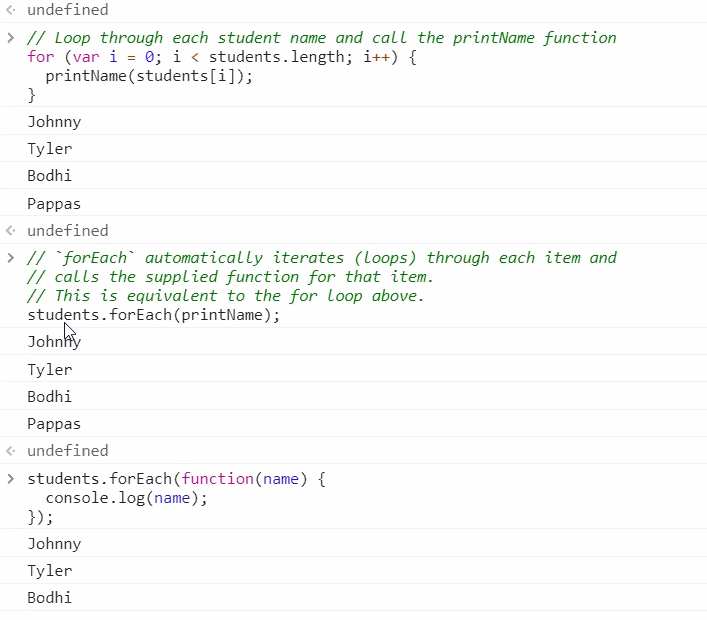 undefined
// Loop through each student name and call the printName function
for (var i = 0; i < students.length; i++) {
  printName(students[i]);
}
Johnny
Tyler
Bodhi
Pappas
undefined
// `forEach` automatically iterates (loops) through each item and
// calls the supplied function for that item.
// This is equivalent to the for loop above.
students.forEach(printName);
Johnny
Tyler
Bodhi
Pappas
undefined
students.forEach(function(name) {
  console.log(name);
});
Johnny
Tyler
Bodhi